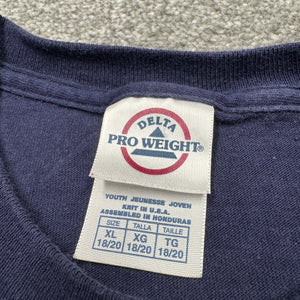 DELTA
PRO WEIGHT®
YOUTH JEUNESSE JOVEN
KNIT IN U.S.A.
ASSEMBLED IN HONDURAS
SIZE TALLA TAILLE
XL XG TG
18/20 18/20 18/20